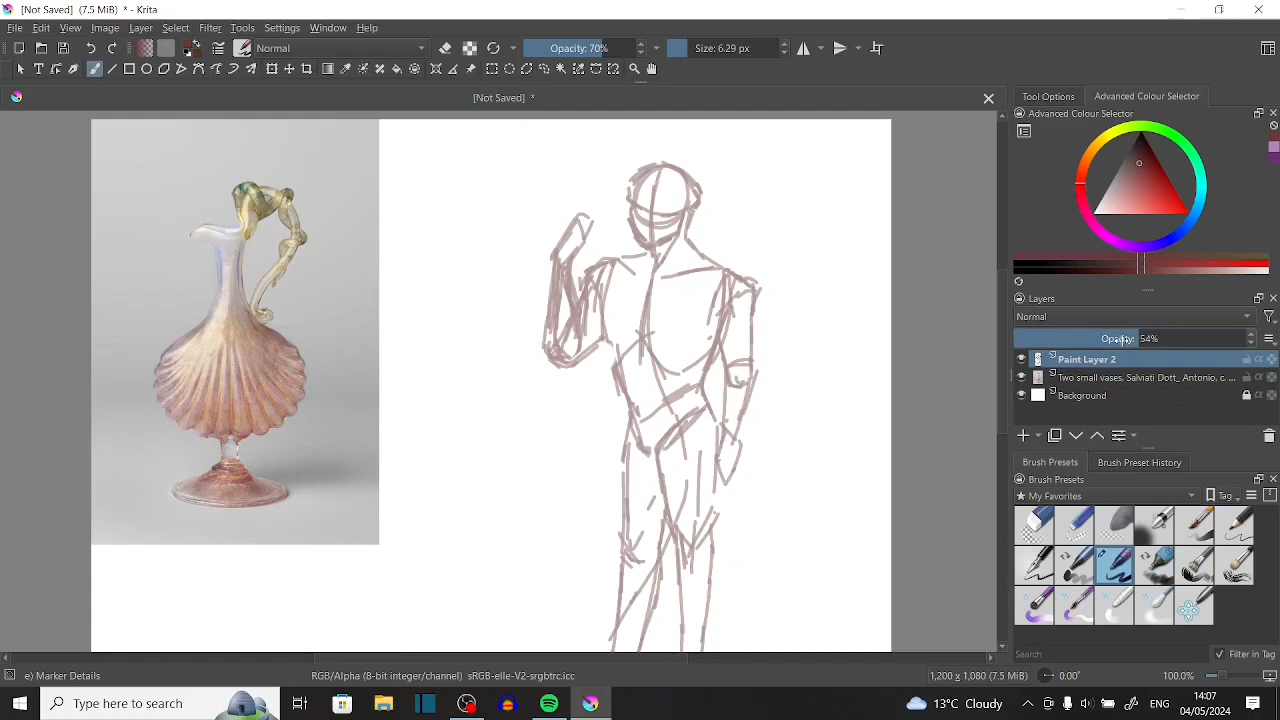 [Not Saved] (7.5 MiB) * - Krita
File Edit View Image Layer Select Filter Tools Settings Window Help
Normal Opacity: 70% Size: 6.29 px
[Not Saved] *
Tool Options Advanced Colour Selector
Advanced Colour Selector
Layers
Normal
Opacity: 54%
Paint Layer 2
Two small vases, Salviati Dott_ Antonio, c. ...
Background
Brush Presets Brush Preset History
Brush Presets
My Favorites Tag
Search Filter in Tag
e) Marker Details RGB/Alpha (8-bit integer/channel) sRGB-elle-V2-srgbtrc.icc 1,200 x 1,080 (7.5 MiB) 0.00° 100.0%
Type here to search 13°C Cloudy 14:07
04/05/2024